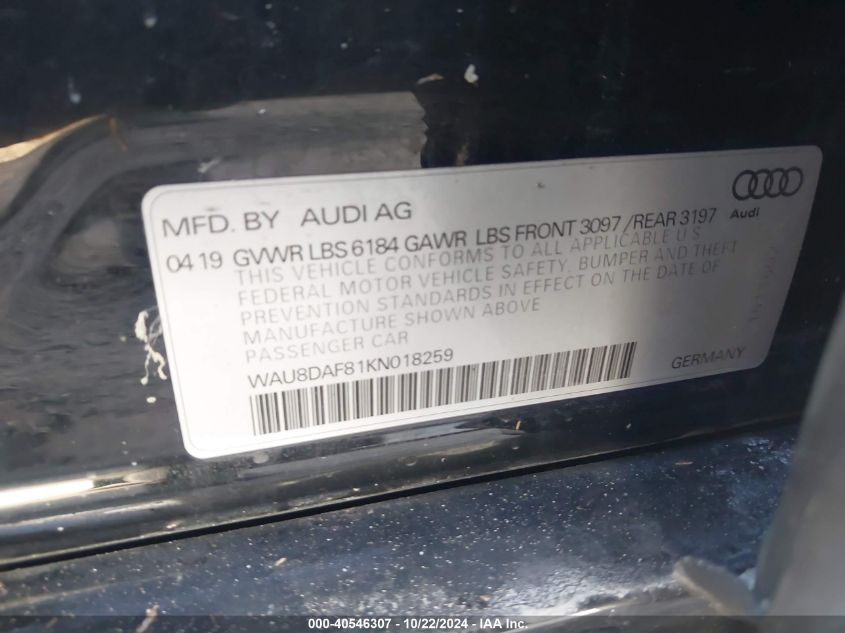 MFD. BY AUDI AG
Audi
04 19 GVWR LBS 6184 GAWR LBS FRONT 3097 / REAR 3197
THIS VEHICLE CONFORMS TO ALL APPLICABLE U.S
FEDERAL MOTOR VEHICLE SAFETY, BUMPER AND THEFT
PREVENTION STANDARDS IN EFFECT ON THE DATE OF
MANUFACTURE SHOWN ABOVE
PASSENGER CAR
WAU8DAF81KN018259
GERMANY
000-40546307 - 10/22/2024 - IAA Inc.